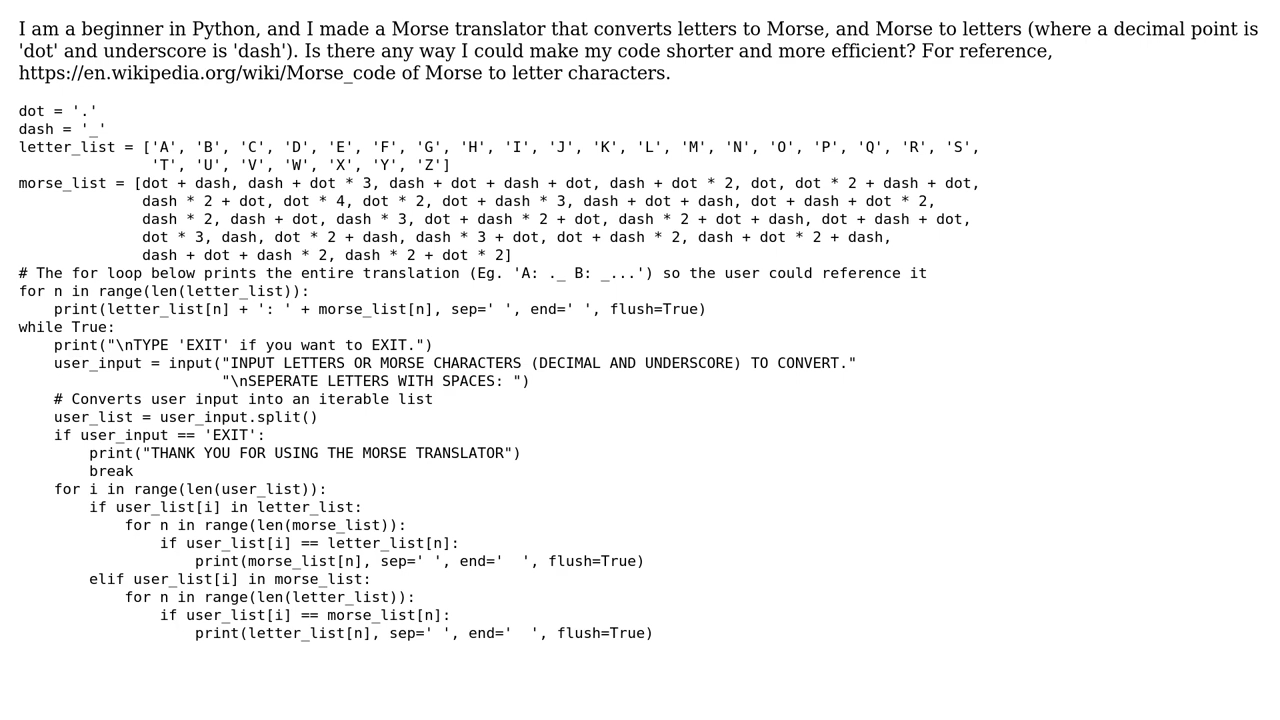 I am a beginner in Python, and I made a Morse translator that converts letters to Morse, and Morse to letters (where a decimal point is
'dot' and underscore is 'dash'). Is there any way I could make my code shorter and more efficient? For reference,
https://en.wikipedia.org/wiki/Morse_code of Morse to letter characters.
dot = '.'
dash = '_'
letter_list = ['A', 'B', 'C', 'D', 'E', 'F', 'G', 'H', 'I', 'J', 'K', 'L', 'M', 'N', 'O', 'P', 'Q', 'R', 'S',
               'T', 'U', 'V', 'W', 'X', 'Y', 'Z']
morse_list = [dot + dash, dash + dot * 3, dash + dot + dash + dot, dash + dot * 2, dot, dot * 2 + dash + dot,
              dash * 2 + dot, dot * 4, dot * 2, dot + dash * 3, dash + dot + dash, dot + dash + dot * 2,
              dash * 2, dash + dot, dash * 3, dot + dash * 2 + dot, dash * 2 + dot + dash, dot + dash + dot,
              dot * 3, dash, dot * 2 + dash, dash * 3 + dot, dot + dash * 2, dash + dot * 2 + dash,
              dash + dot + dash * 2, dash * 2 + dot * 2]
# The for loop below prints the entire translation (Eg. 'A: ._ B: _...') so the user could reference it
for n in range(len(letter_list)):
    print(letter_list[n] + ': ' + morse_list[n], sep=' ', end=' ', flush=True)
while True:
    print("\nTYPE 'EXIT' if you want to EXIT.")
    user_input = input("INPUT LETTERS OR MORSE CHARACTERS (DECIMAL AND UNDERSCORE) TO CONVERT."
                       "\nSEPERATE LETTERS WITH SPACES: ")
    # Converts user input into an iterable list
    user_list = user_input.split()
    if user_input == 'EXIT':
        print("THANK YOU FOR USING THE MORSE TRANSLATOR")
        break
    for i in range(len(user_list)):
        if user_list[i] in letter_list:
            for n in range(len(morse_list)):
                if user_list[i] == letter_list[n]:
                    print(morse_list[n], sep=' ', end='  ', flush=True)
        elif user_list[i] in morse_list:
            for n in range(len(letter_list)):
                if user_list[i] == morse_list[n]:
                    print(letter_list[n], sep=' ', end='  ', flush=True)